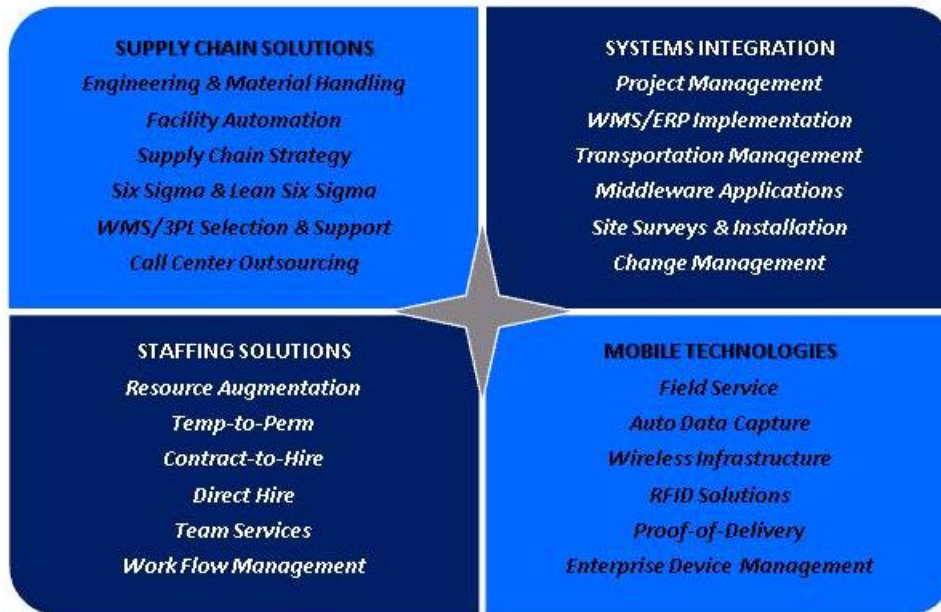 SUPPLY CHAIN SOLUTIONS
Engineering & Material Handling
Facility Automation
Supply Chain Strategy
Six Sigma & Lean Six Sigma
WMS/3PL Selection & Support
Call Center Outsourcing
SYSTEMS INTEGRATION
Project Management
WMS/ERP Implementation
Transportation Management
Middleware Applications
Site Surveys & Installation
Change Management
STAFFING SOLUTIONS
Resource Augmentation
Temp-to-Perm
Contract-to-Hire
Direct Hire
Team Services
Work Flow Management
MOBILE TECHNOLOGIES
Field Service
Auto Data Capture
Wireless Infrastructure
RFID Solutions
Proof-of-Delivery
Enterprise Device Management